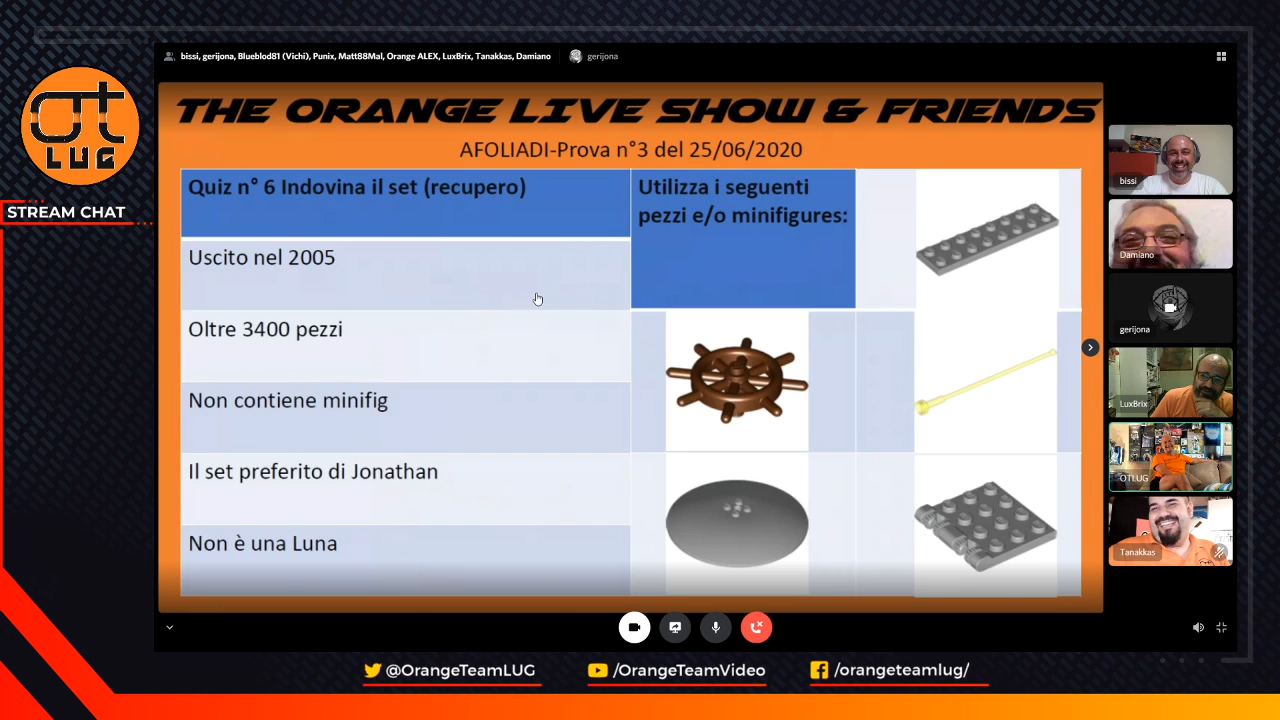 bissi, gerijona, Blueblod81 (Vichi), Punix, Matt88Mal, Orange ALEX, LuxBrix, Tanakkas, Damiano
gerijona
OT
LUG
STREAM CHAT
THE ORANGE LIVE SHOW & FRIENDS
AFOLIADI-Prova n°3 del 25/06/2020
Quiz n° 6 Indovina il set (recupero)
Utilizza i seguenti
pezzi e/o minifigures:
Uscito nel 2005
Oltre 3400 pezzi
Non contiene minifig
Il set preferito di Jonathan
Non è una Luna
bissi
Damiano
gerijona
LuxBrix
OTLUG
Tanakkas
@OrangeTeamLUG
/OrangeTeamVideo
/orangeteamlug/